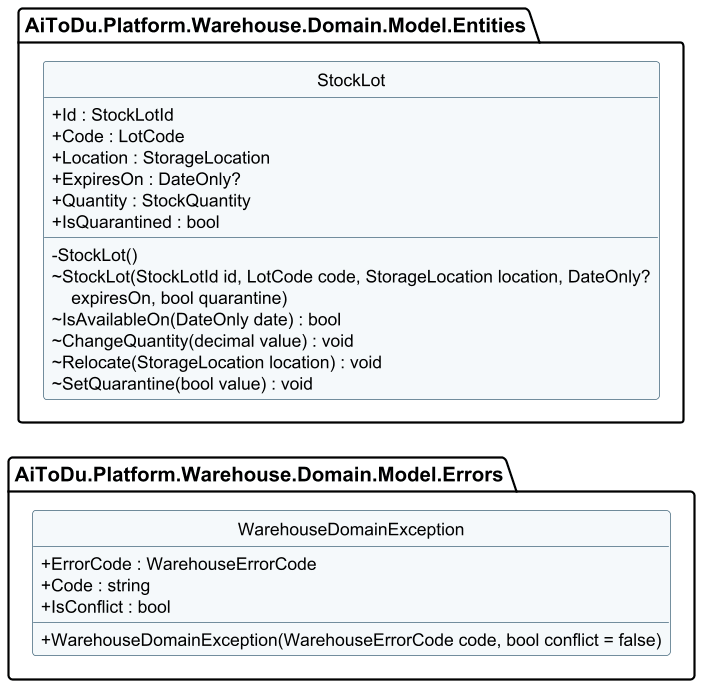 AiToDu.Platform.Warehouse.Domain.Model.Entities
StockLot
+Id : StockLotId
+Code : LotCode
+Location : StorageLocation
+ExpiresOn : DateOnly?
+Quantity : StockQuantity
+IsQuarantined : bool
-StockLot()
~StockLot(StockLotId id, LotCode code, StorageLocation location, DateOnly?
expiresOn, bool quarantine)
~IsAvailableOn(DateOnly date) : bool
~ChangeQuantity(decimal value) : void
~Relocate(StorageLocation location) : void
~SetQuarantine(bool value) : void
AiToDu.Platform.Warehouse.Domain.Model.Errors
WarehouseDomainException
+ErrorCode : WarehouseErrorCode
+Code : string
+IsConflict : bool
+WarehouseDomainException(WarehouseErrorCode code, bool conflict = false)